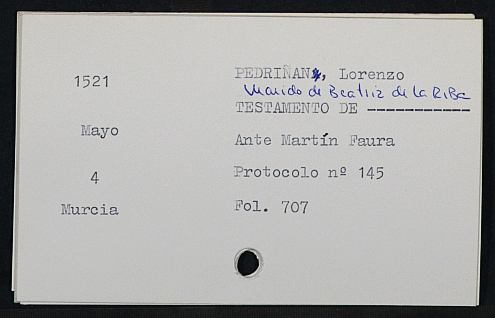 1521
PEDRIÑAN, Lorenzo
Marido de Beatriz de la RiBa
TESTAMENTO DE -----------
Mayo
Ante Martín Faura
4
Protocolo nº 145
Murcia
Fol. 707